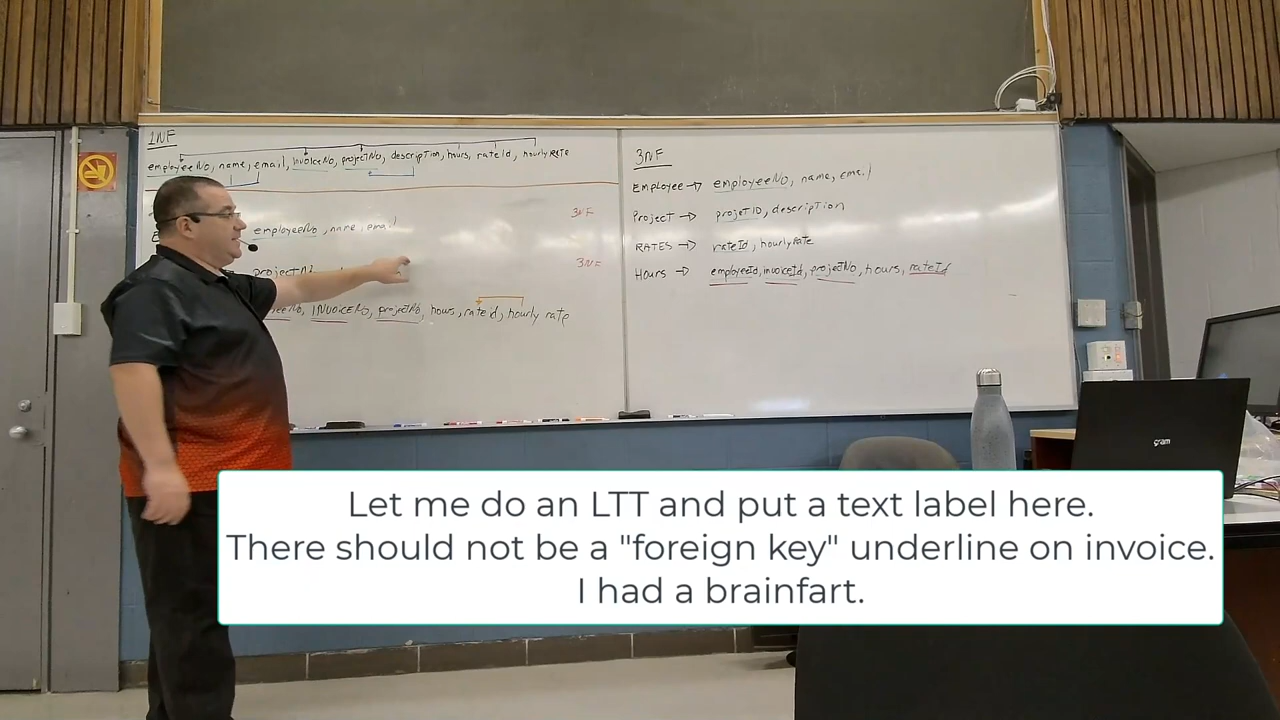 1NF
employeeNo, name, email, invoiceNo, projectNo, description, hours, rateId, hourlyRate
3NF
employeeNo, name, email
3NF
projectNo
INVOICENo, projectNo, hours, rateid, hourly rate
3NF
EMployee → employeeNo, name, email
Project → projetID, description
RATES → rateId, hourlyrate
Hours → employeeId, invoiceId, projectNo, hours, rateId
gram
Let me do an LTT and put a text label here.
There should not be a "foreign key" underline on invoice.
I had a brainfart.